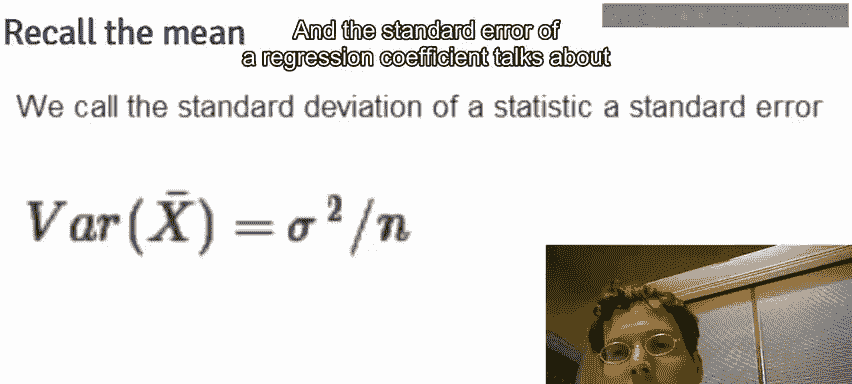 Recall the mean
And the standard error of
a regression coefficient talks about
We call the standard deviation of a statistic a standard error
Var(X̄) = σ²/n